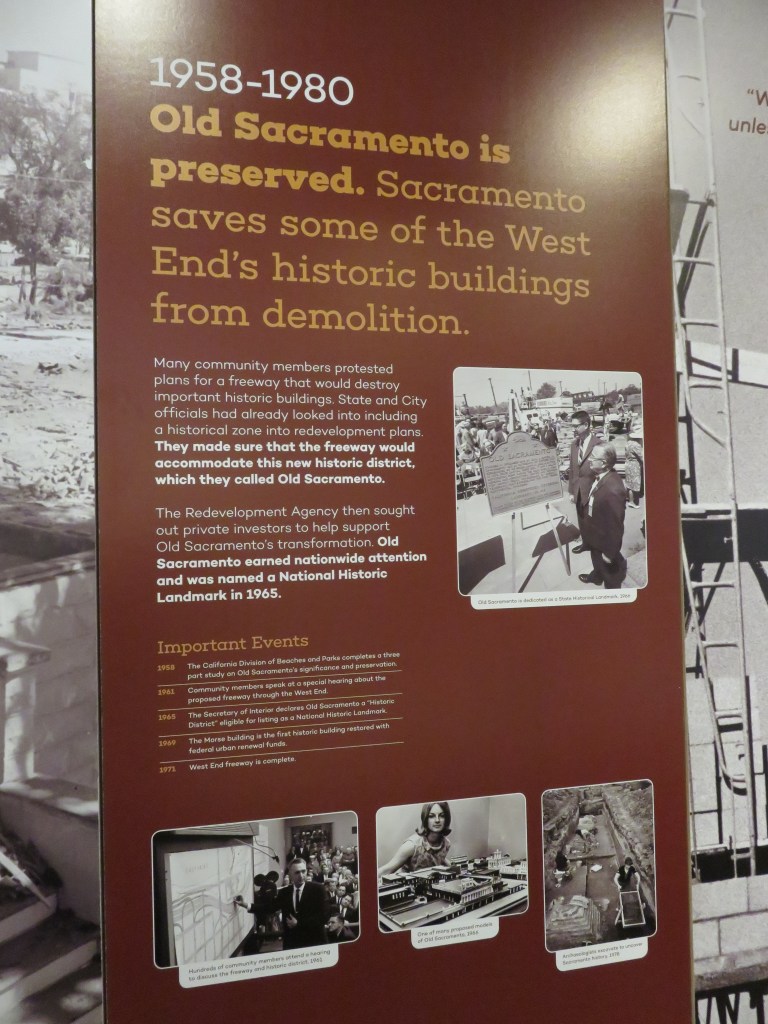 1958-1980
Old Sacramento is
preserved. Sacramento
saves some of the West
End's historic buildings
from demolition.
Many community members protested
plans for a freeway that would destroy
important historic buildings. State and City
officials had already looked into including
a historical zone into redevelopment plans.
They made sure that the freeway would
accommodate this new historic district,
which they called Old Sacramento.
The Redevelopment Agency then sought
out private investors to help support
Old Sacramento's transformation. Old
Sacramento earned nationwide attention
and was named a National Historic
Landmark in 1965.
OLD SACRAMENTO
Old Sacramento is dedicated as a State Historical Landmark,
Important Events
1958 The California Division of Beaches and Parks completes a three
part study on Old Sacramento's significance and preservation.
1961 Community members speak at a special hearing about the
proposed freeway through the West End.
1965 The Secretary of Interior declares Old Sacramento a "Historic
District" eligible for listing as a National Historic Landmark.
1969 The Morse building is the first historic building restored with
federal urban renewal funds.
1971 West End freeway is complete.
Hundreds of community members attend a hearing
to discuss the freeway and historic district, 1961.
One of many proposed models
of Old Sacramento,
Archaeologists excavate to uncover
Sacramento history,
"W
unle